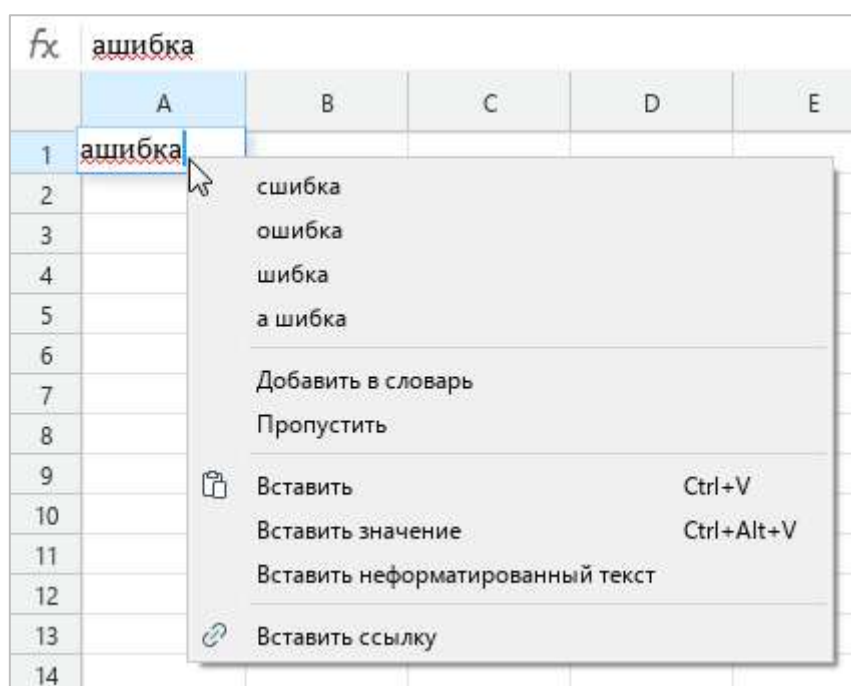 fx ашибка
A B C D E
1 ашибка
2 сшибка
3 ошибка
4 шибка
5 а шибка
6
7 Добавить в словарь
8 Пропустить
9 Вставить Ctrl+V
10 Вставить значение Ctrl+Alt+V
11 Вставить неформатированный текст
12
13 Вставить ссылку
14